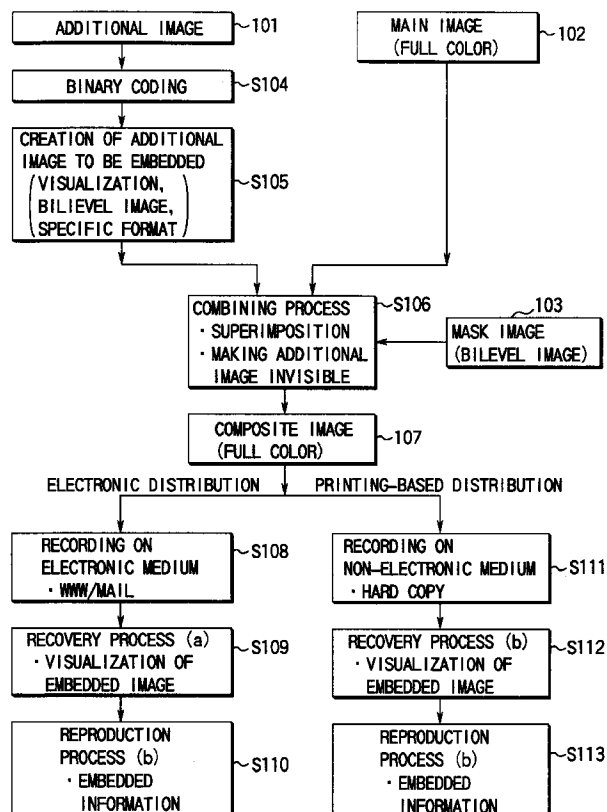 ADDITIONAL IMAGE
101
MAIN IMAGE
(FULL COLOR)
102
BINARY CODING
S104
CREATION OF ADDITIONAL
IMAGE TO BE EMBEDDED
(VISUALIZATION,
BILIEVEL IMAGE,
SPECIFIC FORMAT)
S105
COMBINING PROCESS
· SUPERIMPOSITION
· MAKING ADDITIONAL
IMAGE INVISIBLE
S106
103
MASK IMAGE
(BILEVEL IMAGE)
COMPOSITE IMAGE
(FULL COLOR)
107
ELECTRONIC DISTRIBUTION
PRINTING-BASED DISTRIBUTION
RECORDING ON
ELECTRONIC MEDIUM
· WWW/MAIL
S108
RECORDING ON
NON-ELECTRONIC MEDIUM
· HARD COPY
S111
RECOVERY PROCESS (a)
· VISUALIZATION OF
EMBEDDED IMAGE
S109
RECOVERY PROCESS (b)
· VISUALIZATION OF
EMBEDDED IMAGE
S112
REPRODUCTION
PROCESS (b)
· EMBEDDED
INFORMATION
S110
REPRODUCTION
PROCESS (b)
· EMBEDDED
INFORMATION
S113